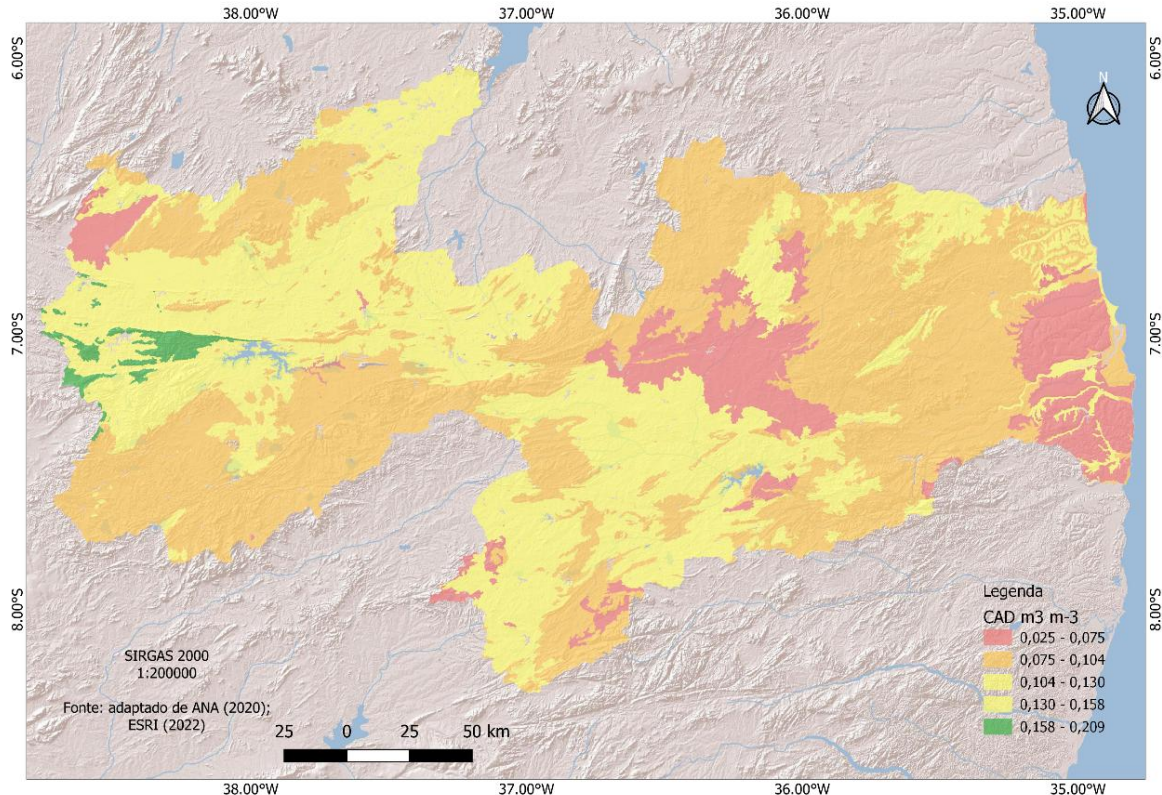 38.00°W 37.00°W 36.00°W 35.00°W
6.00°S 6.00°S
N
7.00°S 7.00°S
8.00°S 8.00°S
Legenda
CAD m3 m-3
0,025 - 0,075
0,075 - 0,104
0,104 - 0,130
0,130 - 0,158
0,158 - 0,209
SIRGAS 2000
1:200000
Fonte: adaptado de ANA (2020);
ESRI (2022)
25 0 25 50 km
38.00°W 37.00°W 36.00°W 35.00°W